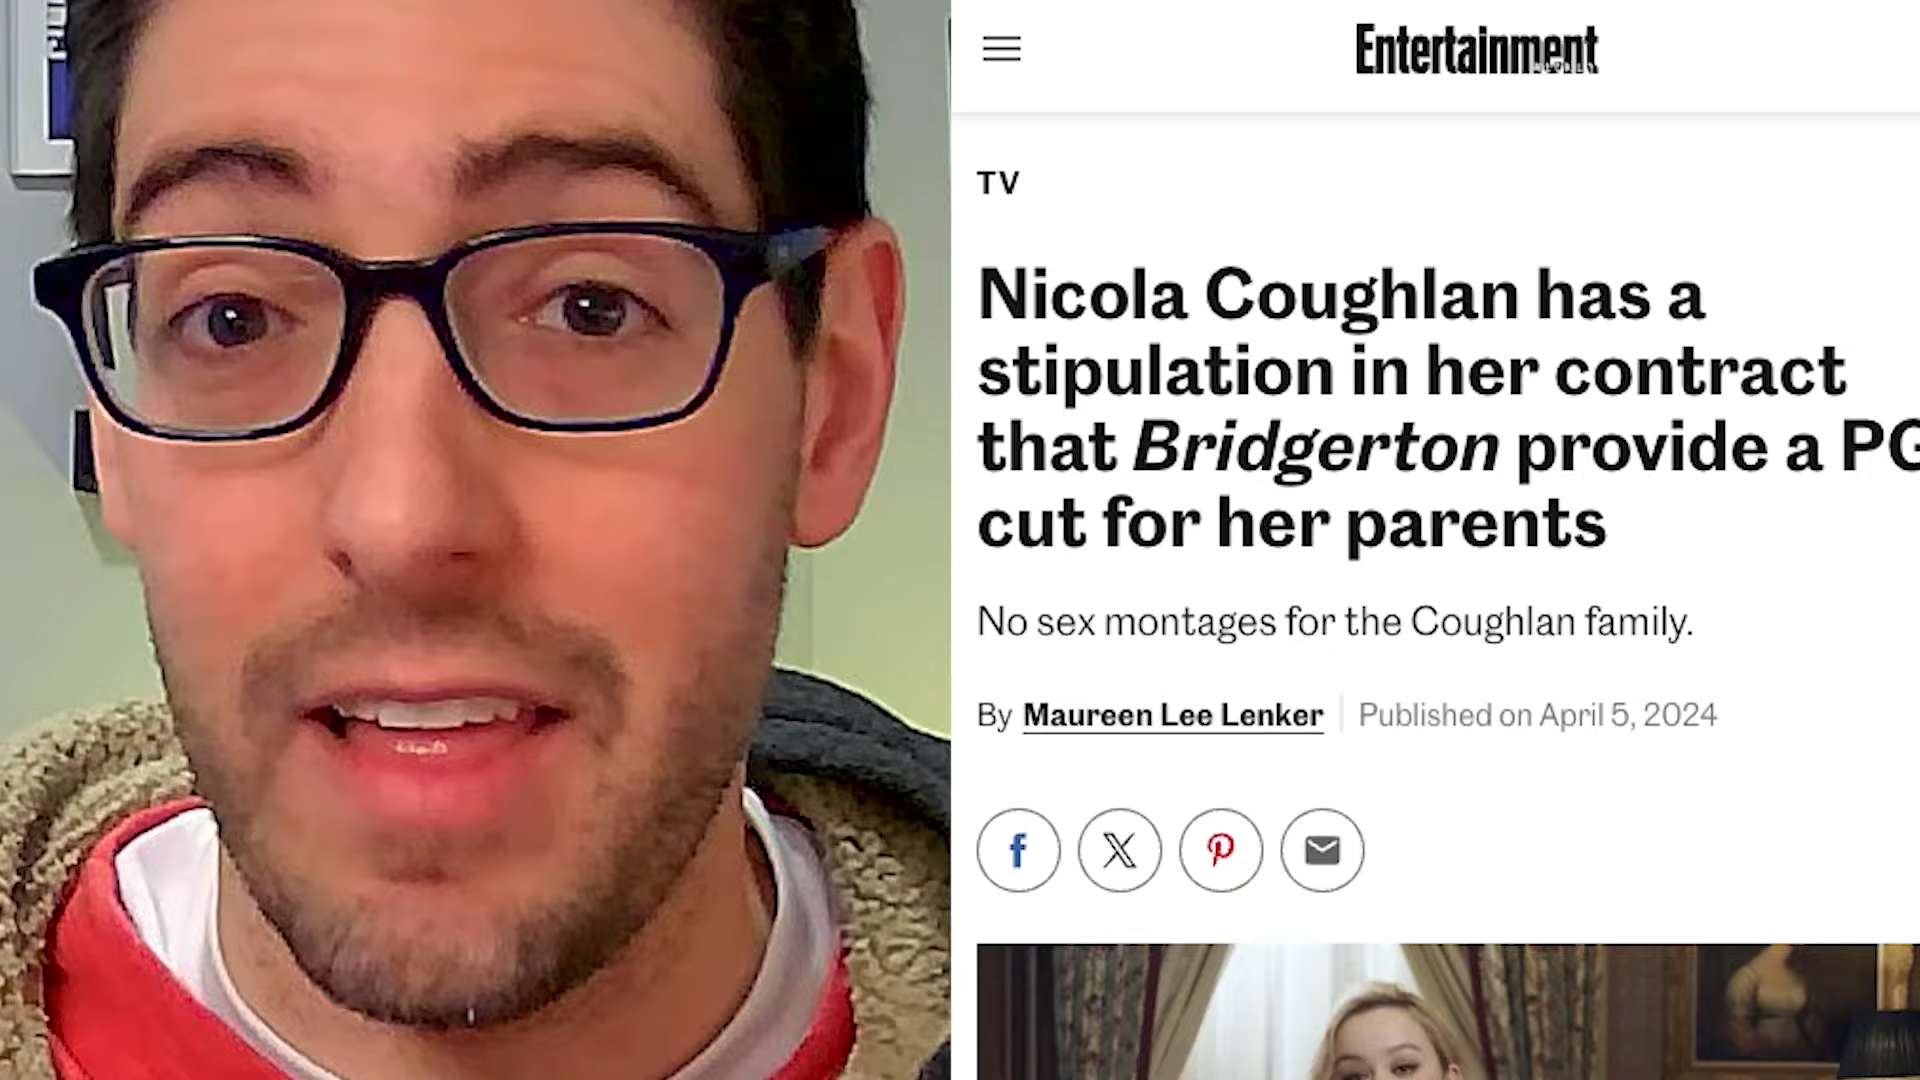 Entertainment
WEEKLY
TV
Nicola Coughlan has a
stipulation in her contract
that Bridgerton provide a PG
cut for her parents
No sex montages for the Coughlan family.
By Maureen Lee Lenker
Published on April 5, 2024